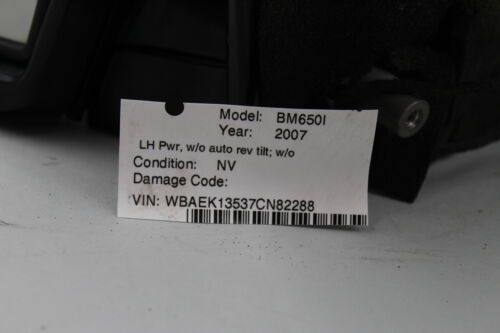 Model: BM650I
Year: 2007
LH Pwr, w/o auto rev tilt; w/o
Condition: NV
Damage Code:
VIN: WBAEK13537CN82288